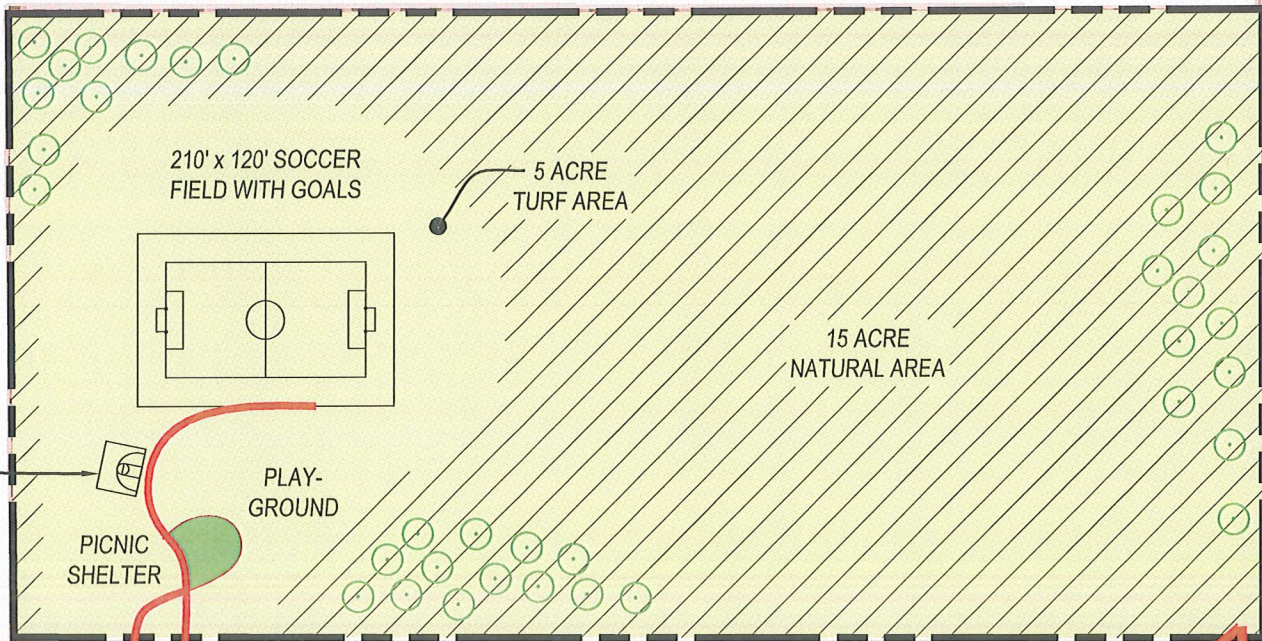 210' x 120' SOCCER
FIELD WITH GOALS
5 ACRE
TURF AREA
15 ACRE
NATURAL AREA
PLAY-
GROUND
PICNIC
SHELTER